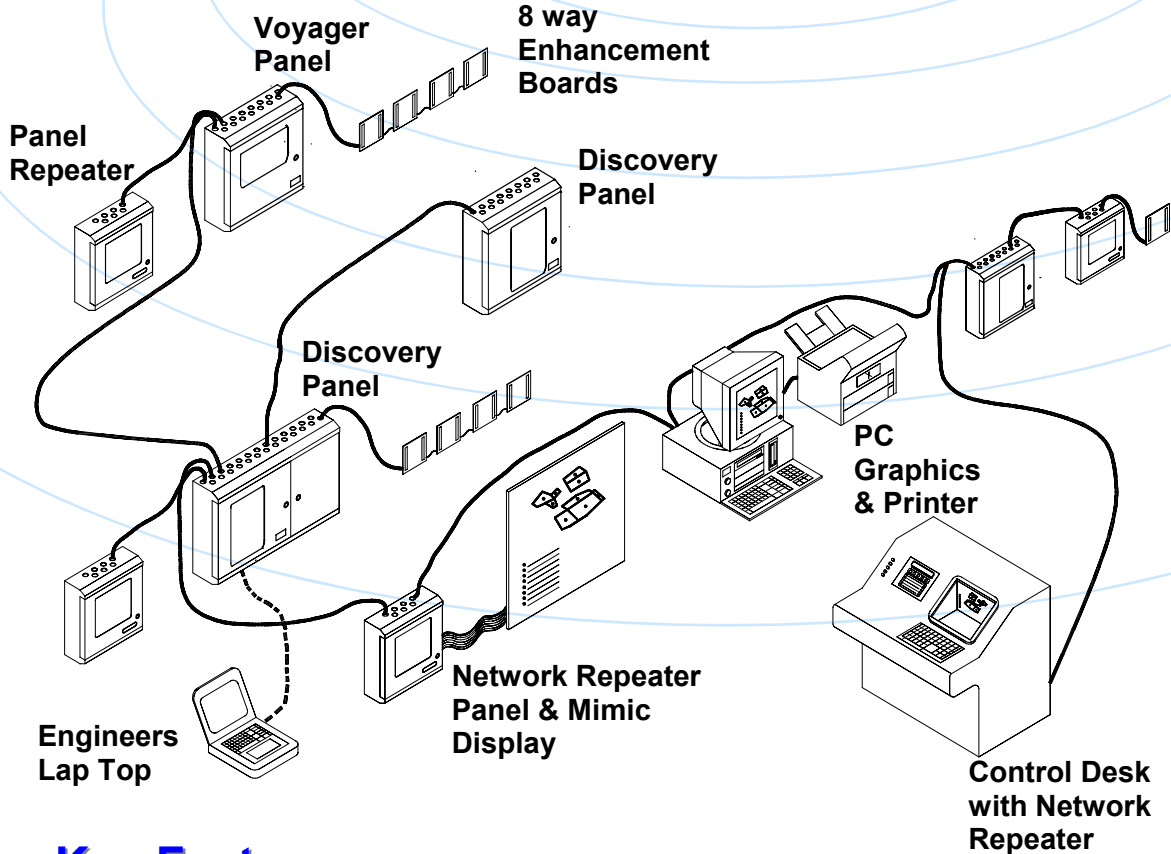 Voyager
Panel
8 way
Enhancement
Boards
Panel
Repeater
Discovery
Panel
Discovery
Panel
PC
Graphics
& Printer
Network Repeater
Panel & Mimic
Display
Engineers
Lap Top
Control Desk
with Network
Repeater